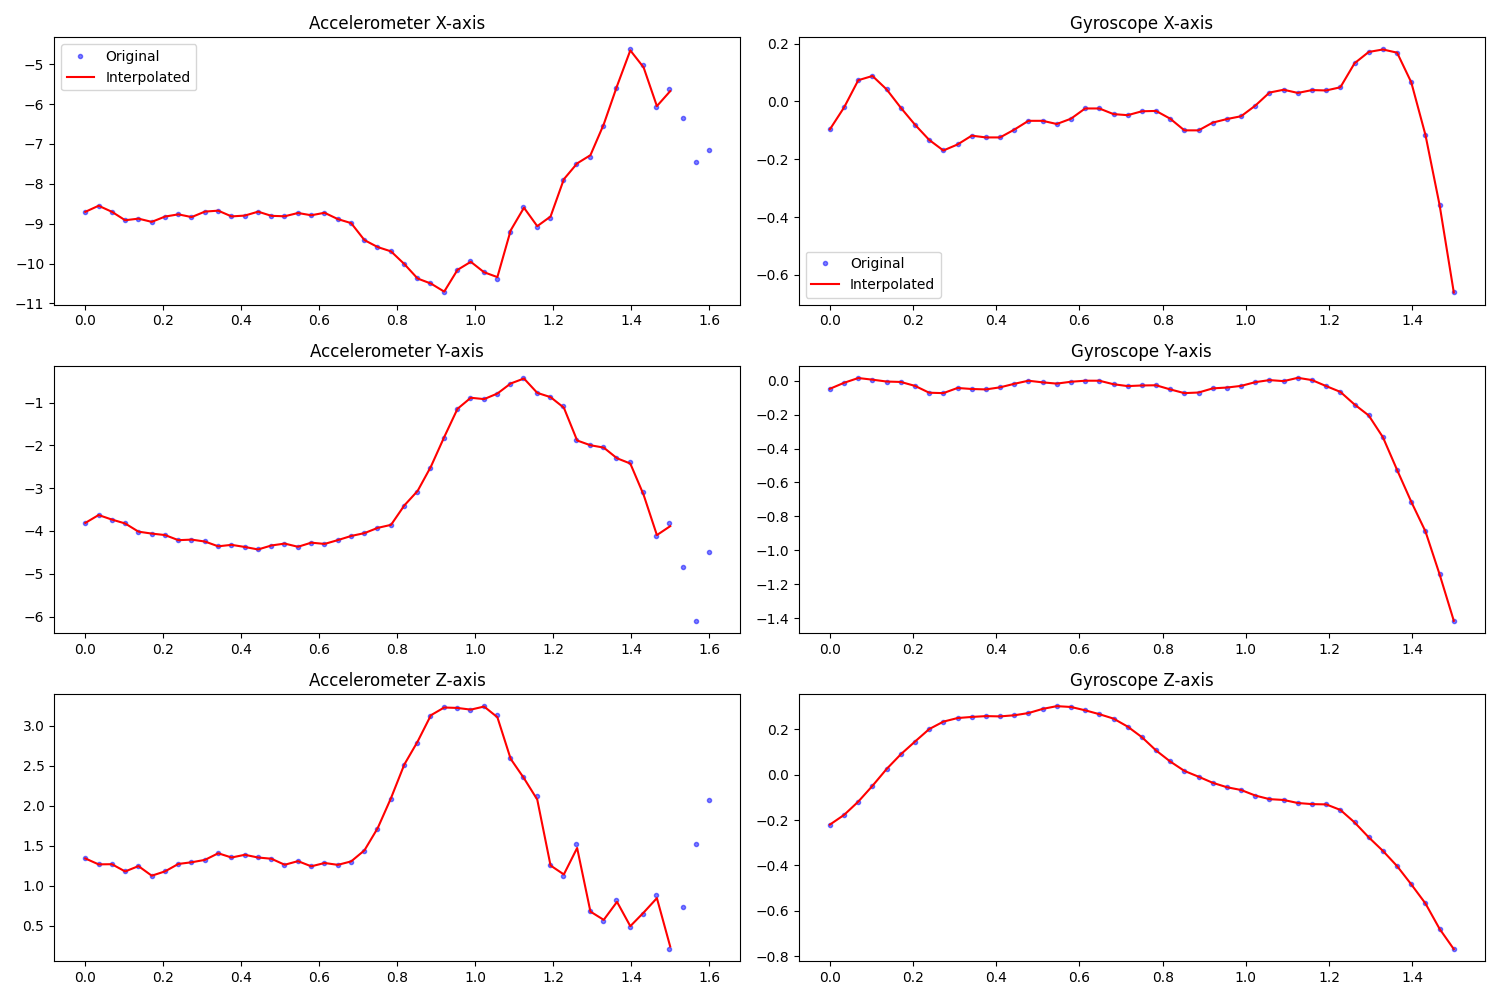 Accelerometer X-axis
Original
Interpolated
−5
−6
−7
−8
−9
−10
−11
0.0 0.2 0.4 0.6 0.8 1.0 1.2 1.4 1.6
Gyroscope X-axis
0.2
0.0
−0.2
−0.4
−0.6
Original
Interpolated
0.0 0.2 0.4 0.6 0.8 1.0 1.2 1.4
Accelerometer Y-axis
−1
−2
−3
−4
−5
−6
0.0 0.2 0.4 0.6 0.8 1.0 1.2 1.4 1.6
Gyroscope Y-axis
0.0
−0.2
−0.4
−0.6
−0.8
−1.0
−1.2
−1.4
0.0 0.2 0.4 0.6 0.8 1.0 1.2 1.4
Accelerometer Z-axis
3.0
2.5
2.0
1.5
1.0
0.5
0.0 0.2 0.4 0.6 0.8 1.0 1.2 1.4 1.6
Gyroscope Z-axis
0.2
0.0
−0.2
−0.4
−0.6
−0.8
0.0 0.2 0.4 0.6 0.8 1.0 1.2 1.4